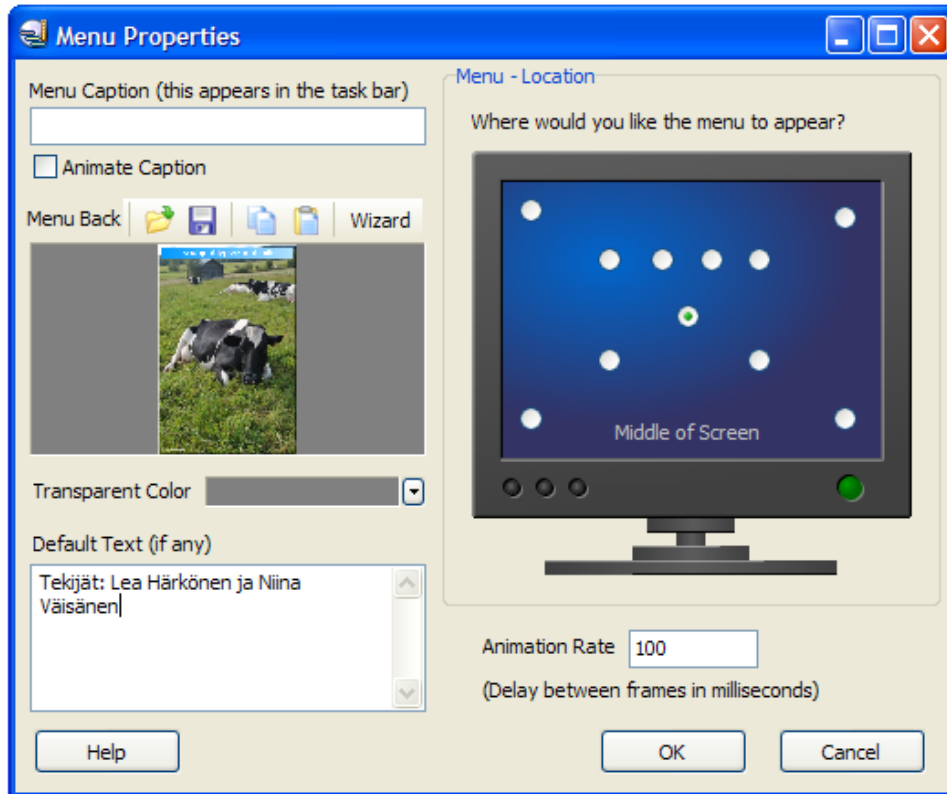 Menu Properties
Menu Caption (this appears in the task bar)
Animate Caption
Menu Back Wizard
Transparent Color
Default Text (if any)
Tekijät: Lea Härkönen ja Niina
Väisänen
Help
Menu - Location
Where would you like the menu to appear?
Middle of Screen
Animation Rate 100
(Delay between frames in milliseconds)
OK Cancel